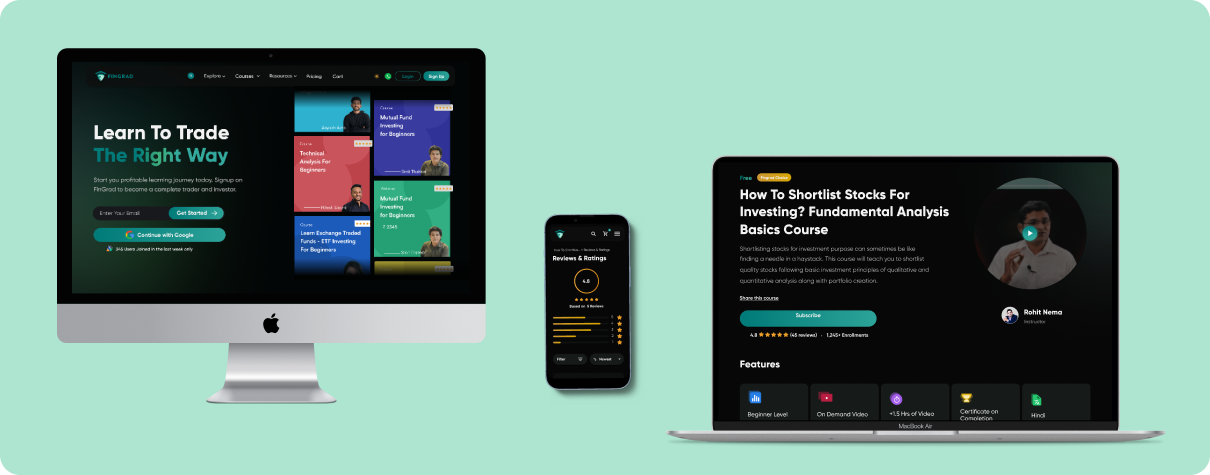 FINGRAD
Explore
Courses
Resources
Pricing
Cart
Login
Sign Up
Learn To Trade
The Right Way
Start you profitable learning journey today. Signup on
FinGrad to become a complete trader and investor.
Enter Your Email
Get Started
Continue with Google
Users Joined in the last week only
Course
Technical
Analysis For
Beginners
Learn Exchange Traded
Funds - ETF Investing
For Beginners
Course
Mutual Fund
Investing
for Beginners
Mutual Fund
Investing
for Beginners
₹ 2345
Reviews & Ratings
Reviews & Ratings
4.8
Based on Reviews
5
4
3
2
1
Filter
Newest
Free
Fingrad Choice
How To Shortlist Stocks For
Investing? Fundamental Analysis
Basics Course
Shortlisting stocks for investment purpose can sometimes be like
finding a needle in a haystack. This course will teach you to shortlist
quality stocks following basic investment principles of qualitative and
quantitative analysis along with portfolio creation.
Share this course
Subscribe
4.8
(45 reviews)
1,245+ Enrollments
Rohit Nema
Instructor
Features
Beginner Level
On Demand Video
+1.5 Hrs of Video
Certificate on
Completion
Hindi
MacBook Air